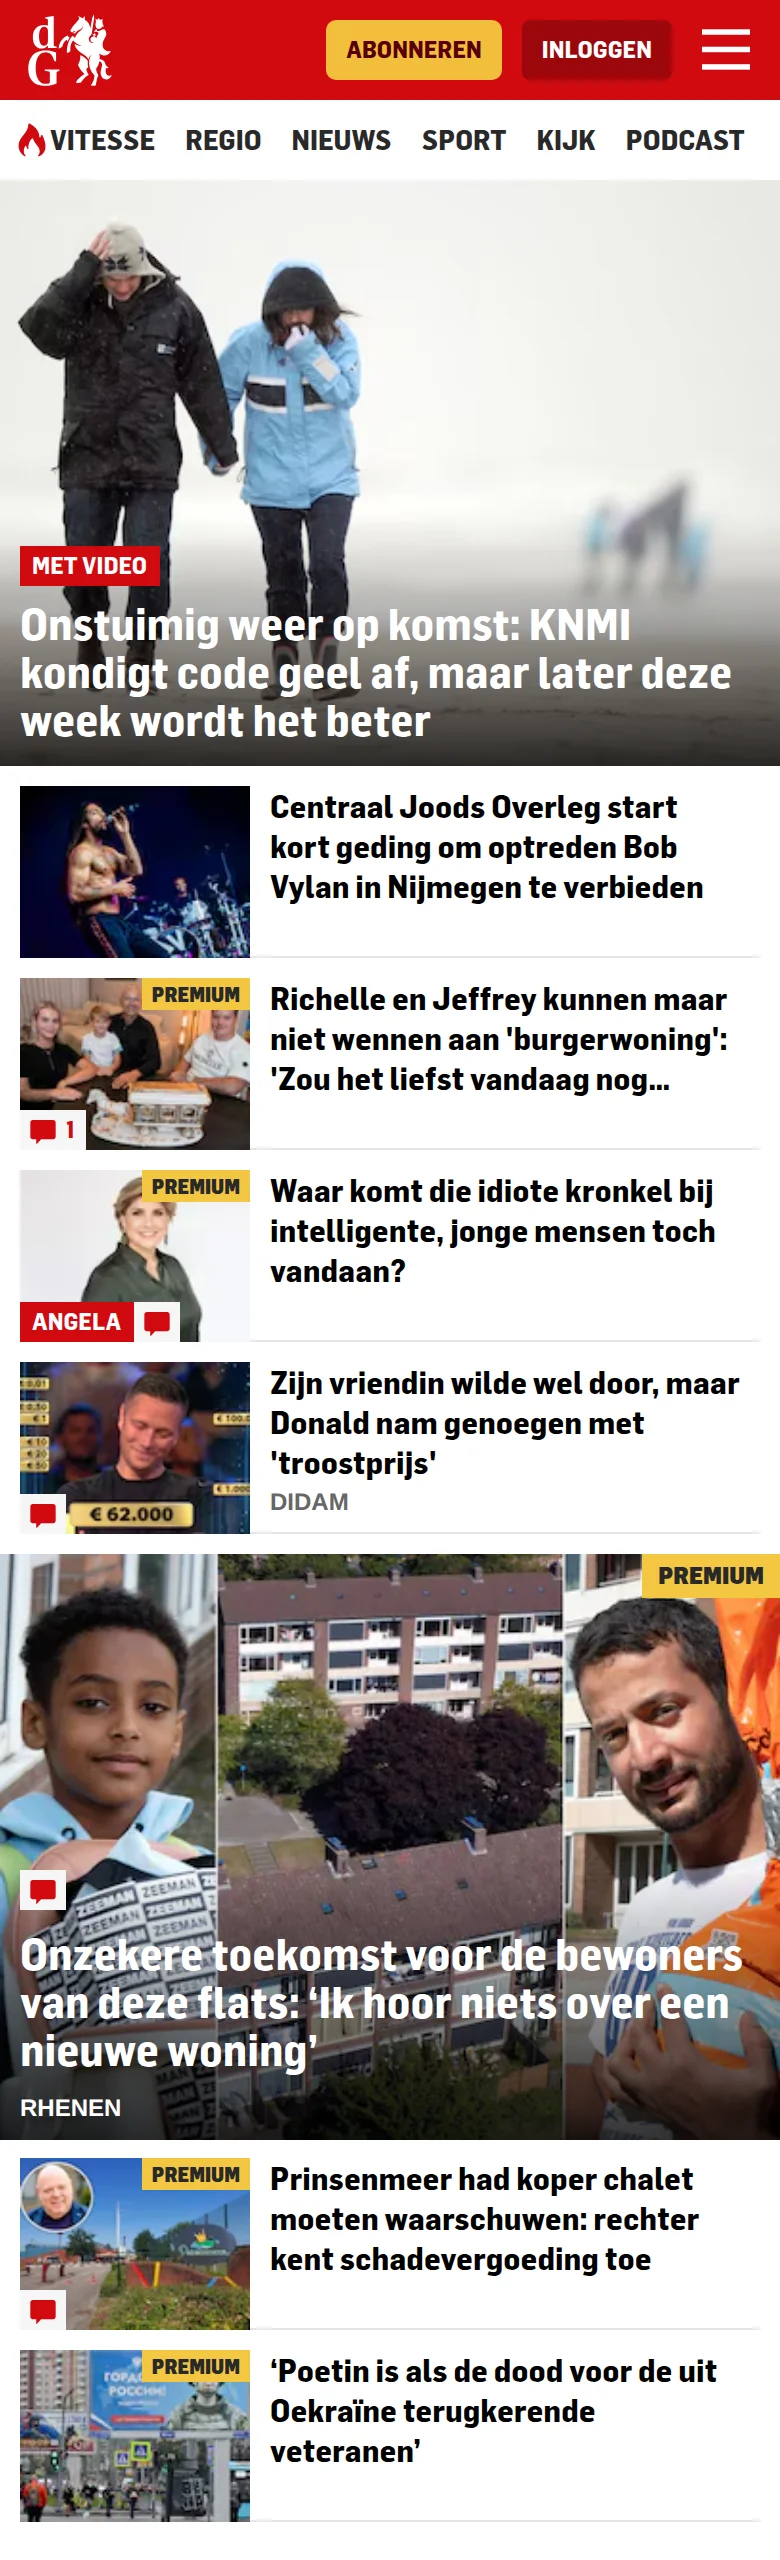 dG
ABONNEREN
INLOGGEN
VITESSE REGIO NIEUWS SPORT KIJK PODCAST
MET VIDEO
Onstuimig weer op komst: KNMI
kondigt code geel af, maar later deze
week wordt het beter
Centraal Joods Overleg start
kort geding om optreden Bob
Vylan in Nijmegen te verbieden
PREMIUM
1
Richelle en Jeffrey kunnen maar
niet wennen aan 'burgerwoning':
'Zou het liefst vandaag nog...
PREMIUM
ANGELA
Waar komt die idiote kronkel bij
intelligente, jonge mensen toch
vandaan?
€ 62.000
Zijn vriendin wilde wel door, maar
Donald nam genoegen met
'troostprijs'
DIDAM
PREMIUM
ZEEMAN ZEEMAN
ZEEMAN ZEEMAN
Onzekere toekomst voor de bewoners
van deze flats: ‘Ik hoor niets over een
nieuwe woning’
RHENEN
PREMIUM
Prinsenmeer had koper chalet
moeten waarschuwen: rechter
kent schadevergoeding toe
PREMIUM
‘Poetin is als de dood voor de uit
Oekraïne terugkerende
veteranen’